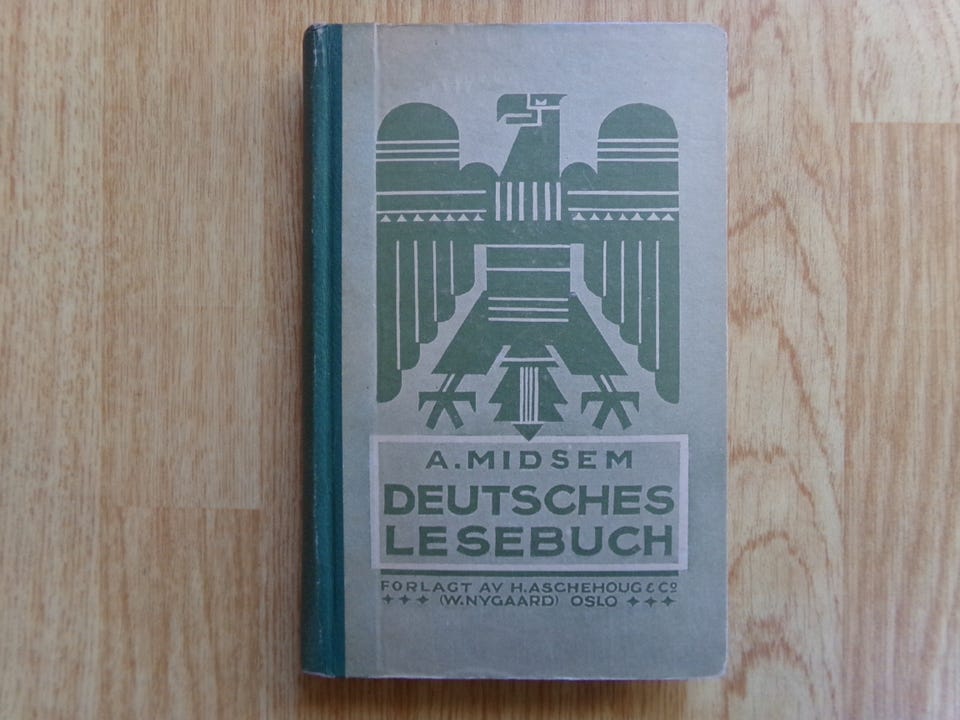 A. MIDSEM
DEUTSCHES
LESEBUCH
FORLAGT AV H. ASCHEHOUG & Cº
(W. NYGAARD) OSLO